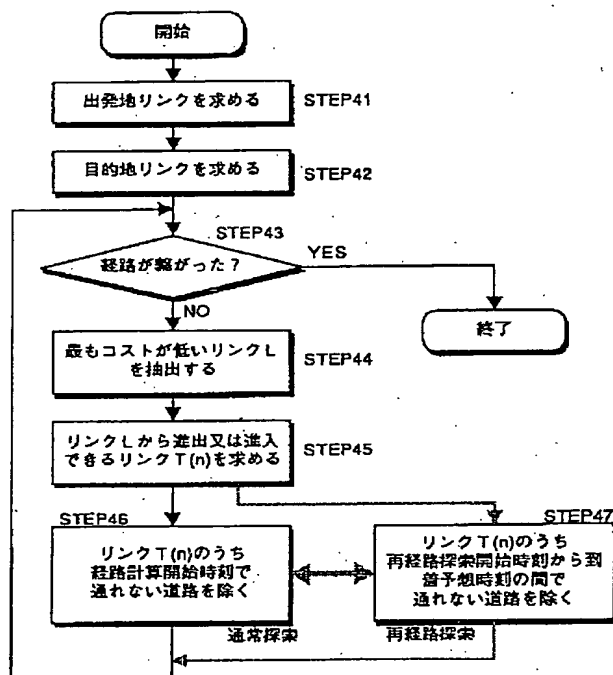 開始
出発地リンクを求める
STEP41
目的地リンクを求める
STEP42
STEP43
経路が繋がった?
YES
NO
終了
最もコストが低いリンクL
を抽出する
STEP44
リンクLから進出又は進入
できるリンクT(n)を求める
STEP45
STEP46
リンクT(n)のうち
経路計算開始時刻で
通れない道路を除く
通常探索
STEP47
リンクT(n)のうち
再経路探索開始時刻から到
着予想時刻の間で
通れない道路を除く
再経路探索